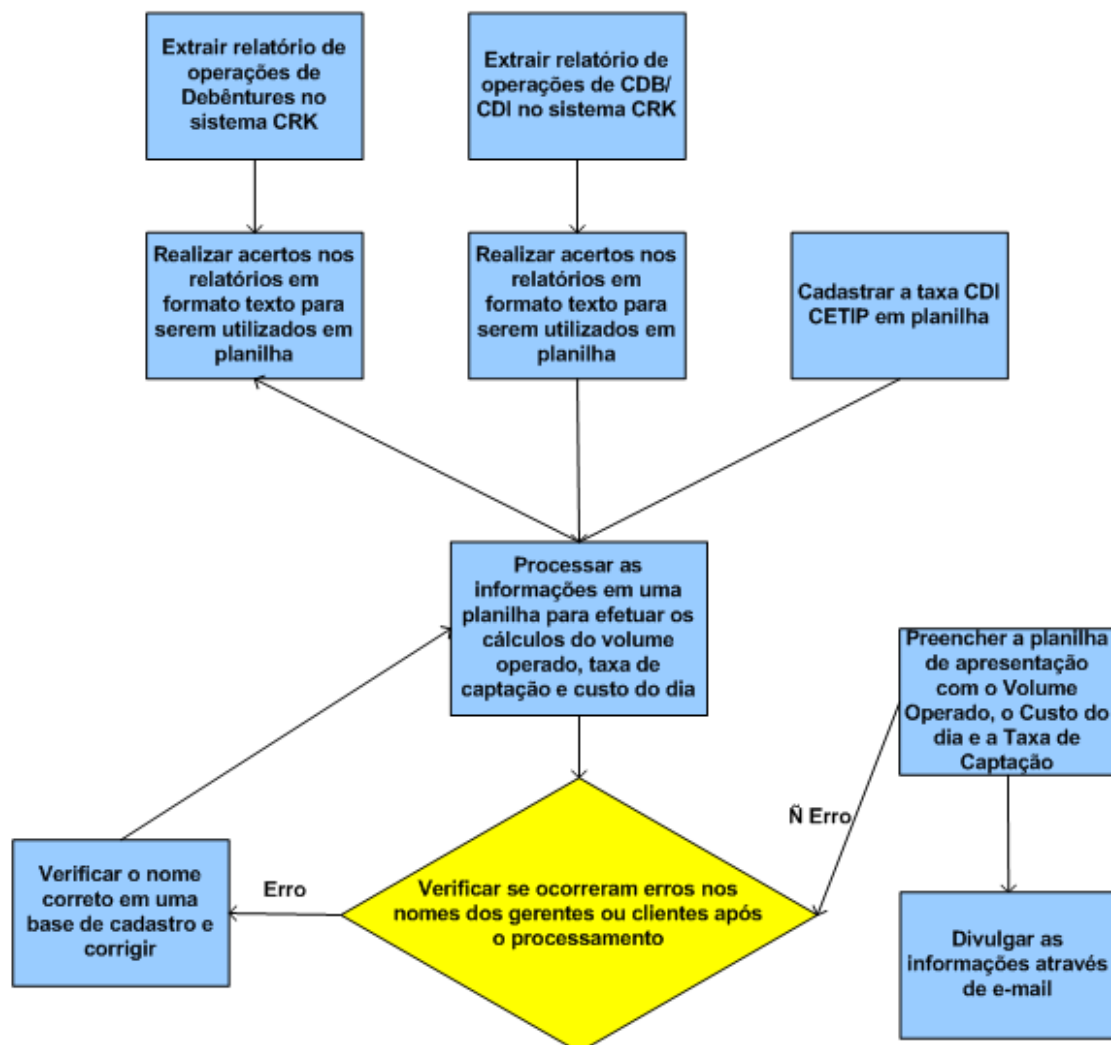 Extrair relatório de
operações de
Debêntures no
sistema CRK
Extrair relatório de
operações de CDB/
CDI no sistema CRK
Realizar acertos nos
relatórios em
formato texto para
serem utilizados em
planilha
Realizar acertos nos
relatórios em
formato texto para
serem utilizados em
planilha
Cadastrar a taxa CDI
CETIP em planilha
Processar as
informações em uma
planilha para efetuar os
cálculos do volume
operado, taxa de
captação e custo do dia
Preencher a planilha
de apresentação
com o Volume
Operado, o Custo do
dia e a Taxa de
Captação
Ñ Erro
Erro
Verificar o nome
correto em uma
base de cadastro e
corrigir
Verificar se ocorreram erros nos
nomes dos gerentes ou clientes após
o processamento
Divulgar as
informações através
de e-mail